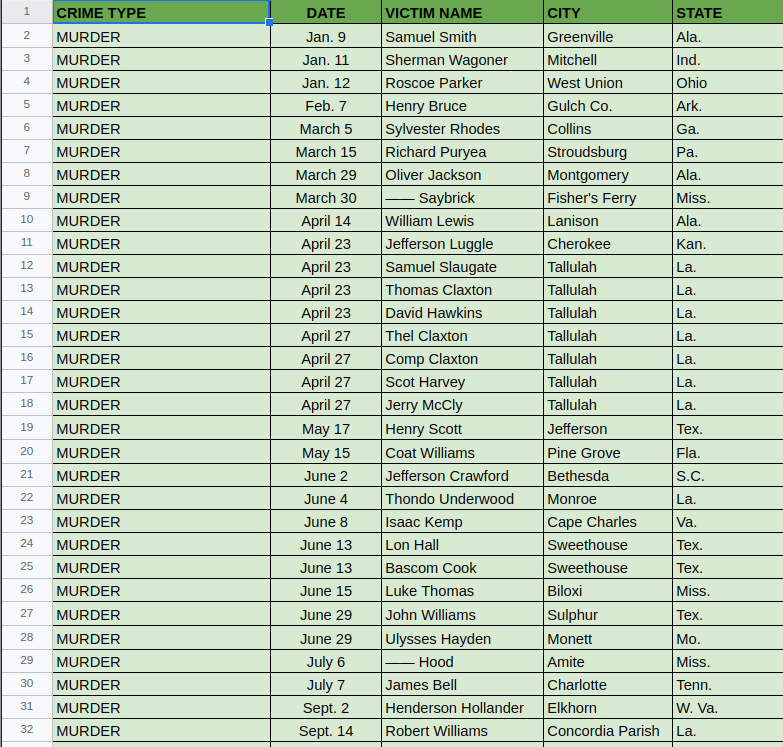 1 CRIME TYPE DATE VICTIM NAME CITY STATE
2 MURDER Jan. 9 Samuel Smith Greenville Ala.
3 MURDER Jan. 11 Sherman Wagoner Mitchell Ind.
4 MURDER Jan. 12 Roscoe Parker West Union Ohio
5 MURDER Feb. 7 Henry Bruce Gulch Co. Ark.
6 MURDER March 5 Sylvester Rhodes Collins Ga.
7 MURDER March 15 Richard Puryea Stroudsburg Pa.
8 MURDER March 29 Oliver Jackson Montgomery Ala.
9 MURDER March 30 —— Saybrick Fisher's Ferry Miss.
10 MURDER April 14 William Lewis Lanison Ala.
11 MURDER April 23 Jefferson Luggle Cherokee Kan.
12 MURDER April 23 Samuel Slaugate Tallulah La.
13 MURDER April 23 Thomas Claxton Tallulah La.
14 MURDER April 23 David Hawkins Tallulah La.
15 MURDER April 27 Thel Claxton Tallulah La.
16 MURDER April 27 Comp Claxton Tallulah La.
17 MURDER April 27 Scot Harvey Tallulah La.
18 MURDER April 27 Jerry McCly Tallulah La.
19 MURDER May 17 Henry Scott Jefferson Tex.
20 MURDER May 15 Coat Williams Pine Grove Fla.
21 MURDER June 2 Jefferson Crawford Bethesda S.C.
22 MURDER June 4 Thondo Underwood Monroe La.
23 MURDER June 8 Isaac Kemp Cape Charles Va.
24 MURDER June 13 Lon Hall Sweethouse Tex.
25 MURDER June 13 Bascom Cook Sweethouse Tex.
26 MURDER June 15 Luke Thomas Biloxi Miss.
27 MURDER June 29 John Williams Sulphur Tex.
28 MURDER June 29 Ulysses Hayden Monett Mo.
29 MURDER July 6 —— Hood Amite Miss.
30 MURDER July 7 James Bell Charlotte Tenn.
31 MURDER Sept. 2 Henderson Hollander Elkhorn W. Va.
32 MURDER Sept. 14 Robert Williams Concordia Parish La.